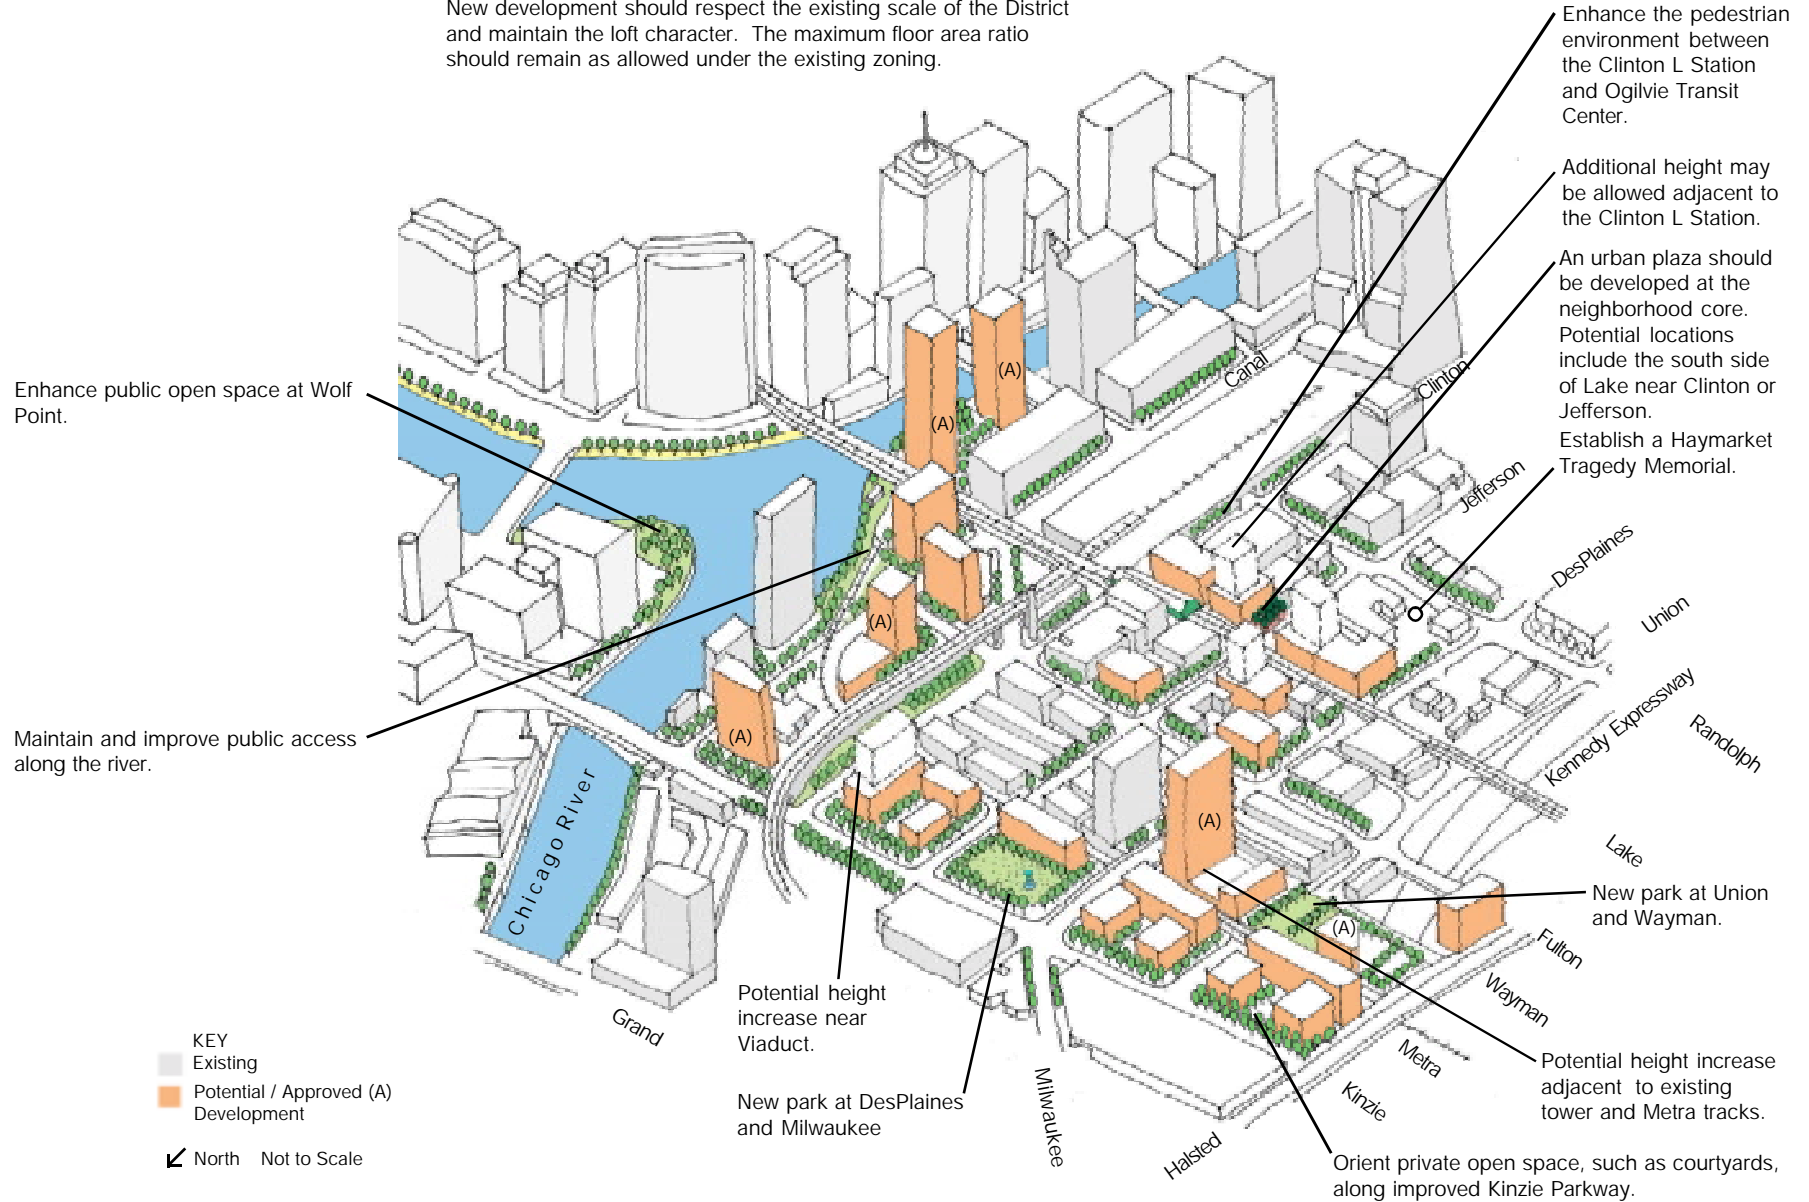 New development should respect the existing scale of the District
and maintain the loft character. The maximum floor area ratio
should remain as allowed under the existing zoning.
Enhance the pedestrian
environment between
the Clinton L Station
and Ogilvie Transit
Center.
Additional height may
be allowed adjacent to
the Clinton L Station.
An urban plaza should
be developed at the
neighborhood core.
Potential locations
include the south side
of Lake near Clinton or
Jefferson.
Establish a Haymarket
Tragedy Memorial.
Enhance public open space at Wolf
Point.
Maintain and improve public access
along the river.
(A)
(A)
(A)
(A)
(A)
(A)
Canal
Clinton
Jefferson
DesPlaines
Union
Kennedy Expressway
Randolph
Lake
New park at Union
and Wayman.
Fulton
Wayman
Metra
Kinzie
Halsted
Milwaukee
Grand
Chicago River
Potential height
increase near
Viaduct.
New park at DesPlaines
and Milwaukee
Potential height increase
adjacent to existing
tower and Metra tracks.
Orient private open space, such as courtyards,
along improved Kinzie Parkway.
KEY
Existing
Potential / Approved (A)
Development
North Not to Scale